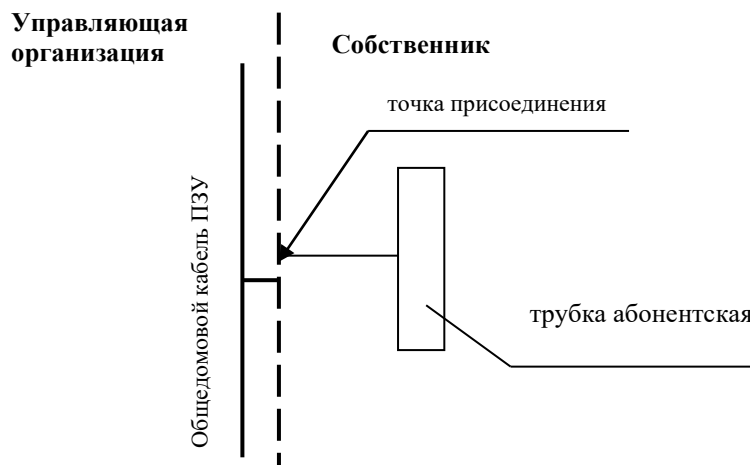 Управляющая
организация
Собственник
точка присоединения
Общедомовой кабель ПЗУ
трубка абонентская